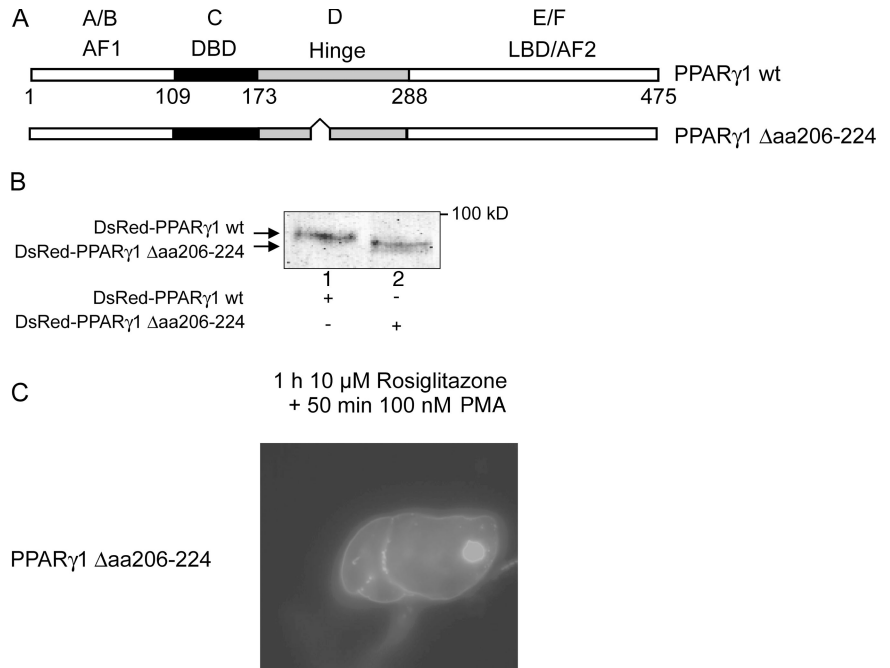 A
A/B C D E/F
AF1 DBD Hinge LBD/AF2
PPARγ1 wt
1 109 173 288 475
PPARγ1 Δaa206-224
B
100 kD
DsRed-PPARγ1 wt
DsRed-PPARγ1 Δaa206-224
1 2
DsRed-PPARγ1 wt + -
DsRed-PPARγ1 Δaa206-224 - +
C
1 h 10 µM Rosiglitazone
+ 50 min 100 nM PMA
PPARγ1 Δaa206-224